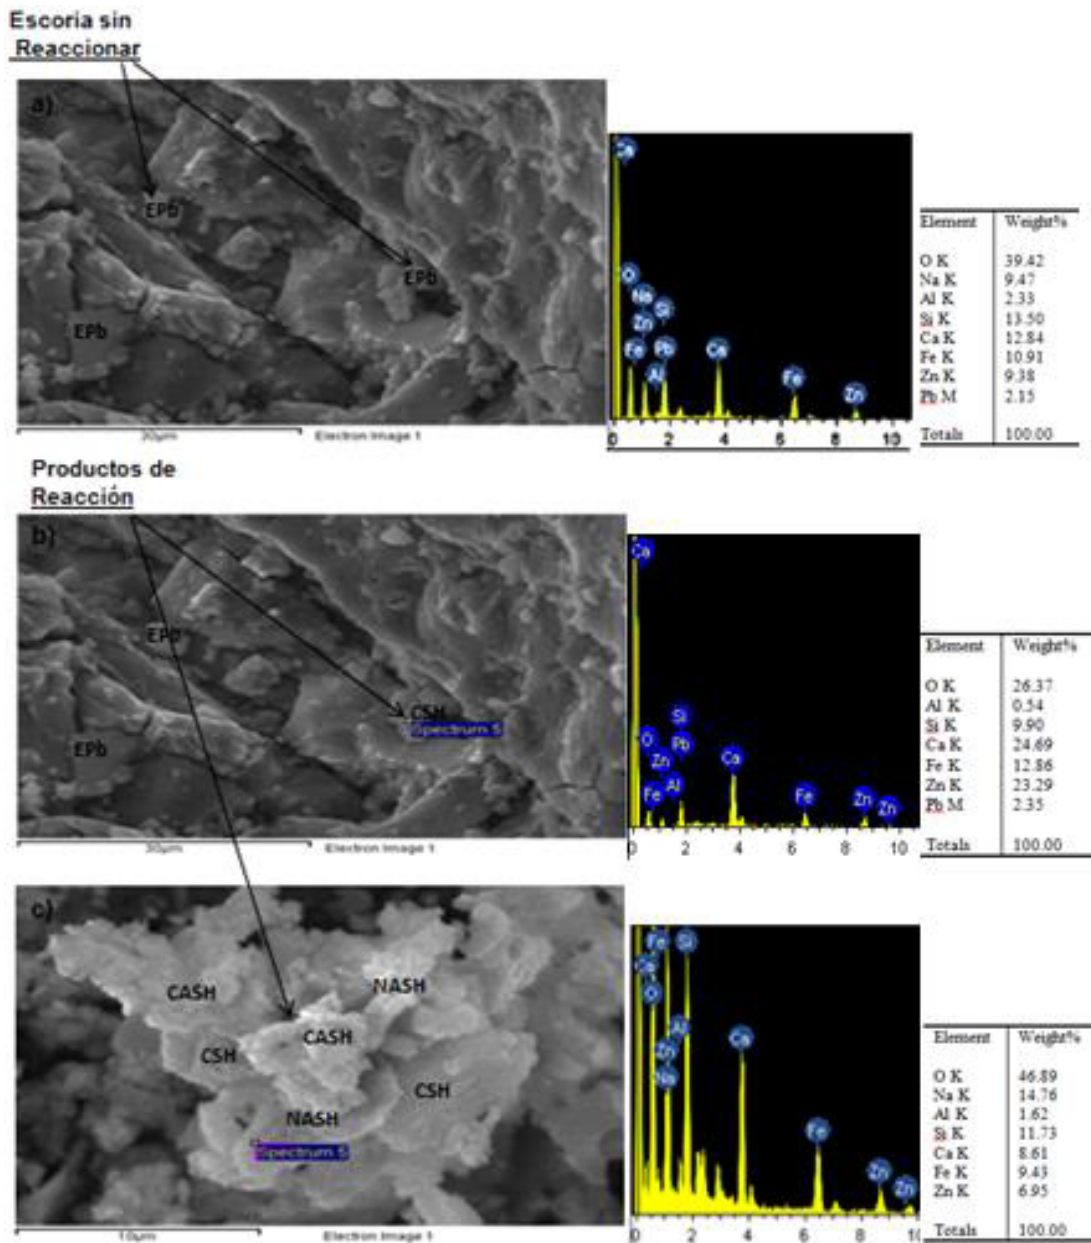 Escoria sin
Reaccionar
a)
EPb
EPb
EPb
30µm
Electron Image 1
Ca
O
Na
Zn
Si
Fe
Pb
Al
Ca
Fe
Zn
0 2 4 6 8 10
Element Weight%
O K 39.42
Na K 9.47
Al K 2.33
Si K 13.50
Ca K 12.84
Fe K 10.91
Zn K 9.38
Pb M 2.15
Totals 100.00
Productos de
Reacción
b)
EPb
EPb
CSH
Spectrum 5
30µm
Electron Image 1
Ca
Si
O
Pb
Zn
Ca
Al
Fe
Fe
Zn
Zn
0 2 4 6 8 10
Element Weight%
O K 26.37
Al K 0.54
Si K 9.90
Ca K 24.69
Fe K 12.86
Zn K 23.29
Pb M 2.35
Totals 100.00
c)
CASH
NASH
CASH
CSH
CSH
NASH
Spectrum 5
10µm
Electron Image 1
Fe
Si
Ca
O
Al
Zn
Na
Ca
Fe
Zn
Zn
0 2 4 6 8 10
Element Weight%
O K 46.89
Na K 14.76
Al K 1.62
Si K 11.73
Ca K 8.61
Fe K 9.43
Zn K 6.95
Totals 100.00